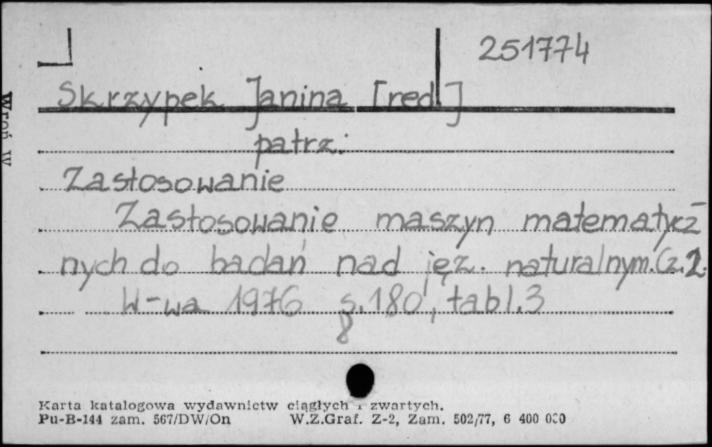 251774
Skrzypek Janina [red]
patrz:
Zastosowanie
Zastosowanie maszyn matematycz-
nych do badań nad jęz. naturalnym. Cz.2.
W-wa 1976 s.180, tabl.3
8
Karta katalogowa wydawnictw ciągłych i zwartych.
Pu-B-144 zam. 567/DW/On W.Z.Graf. Z-2, Zam. 502/77, 6 400 000